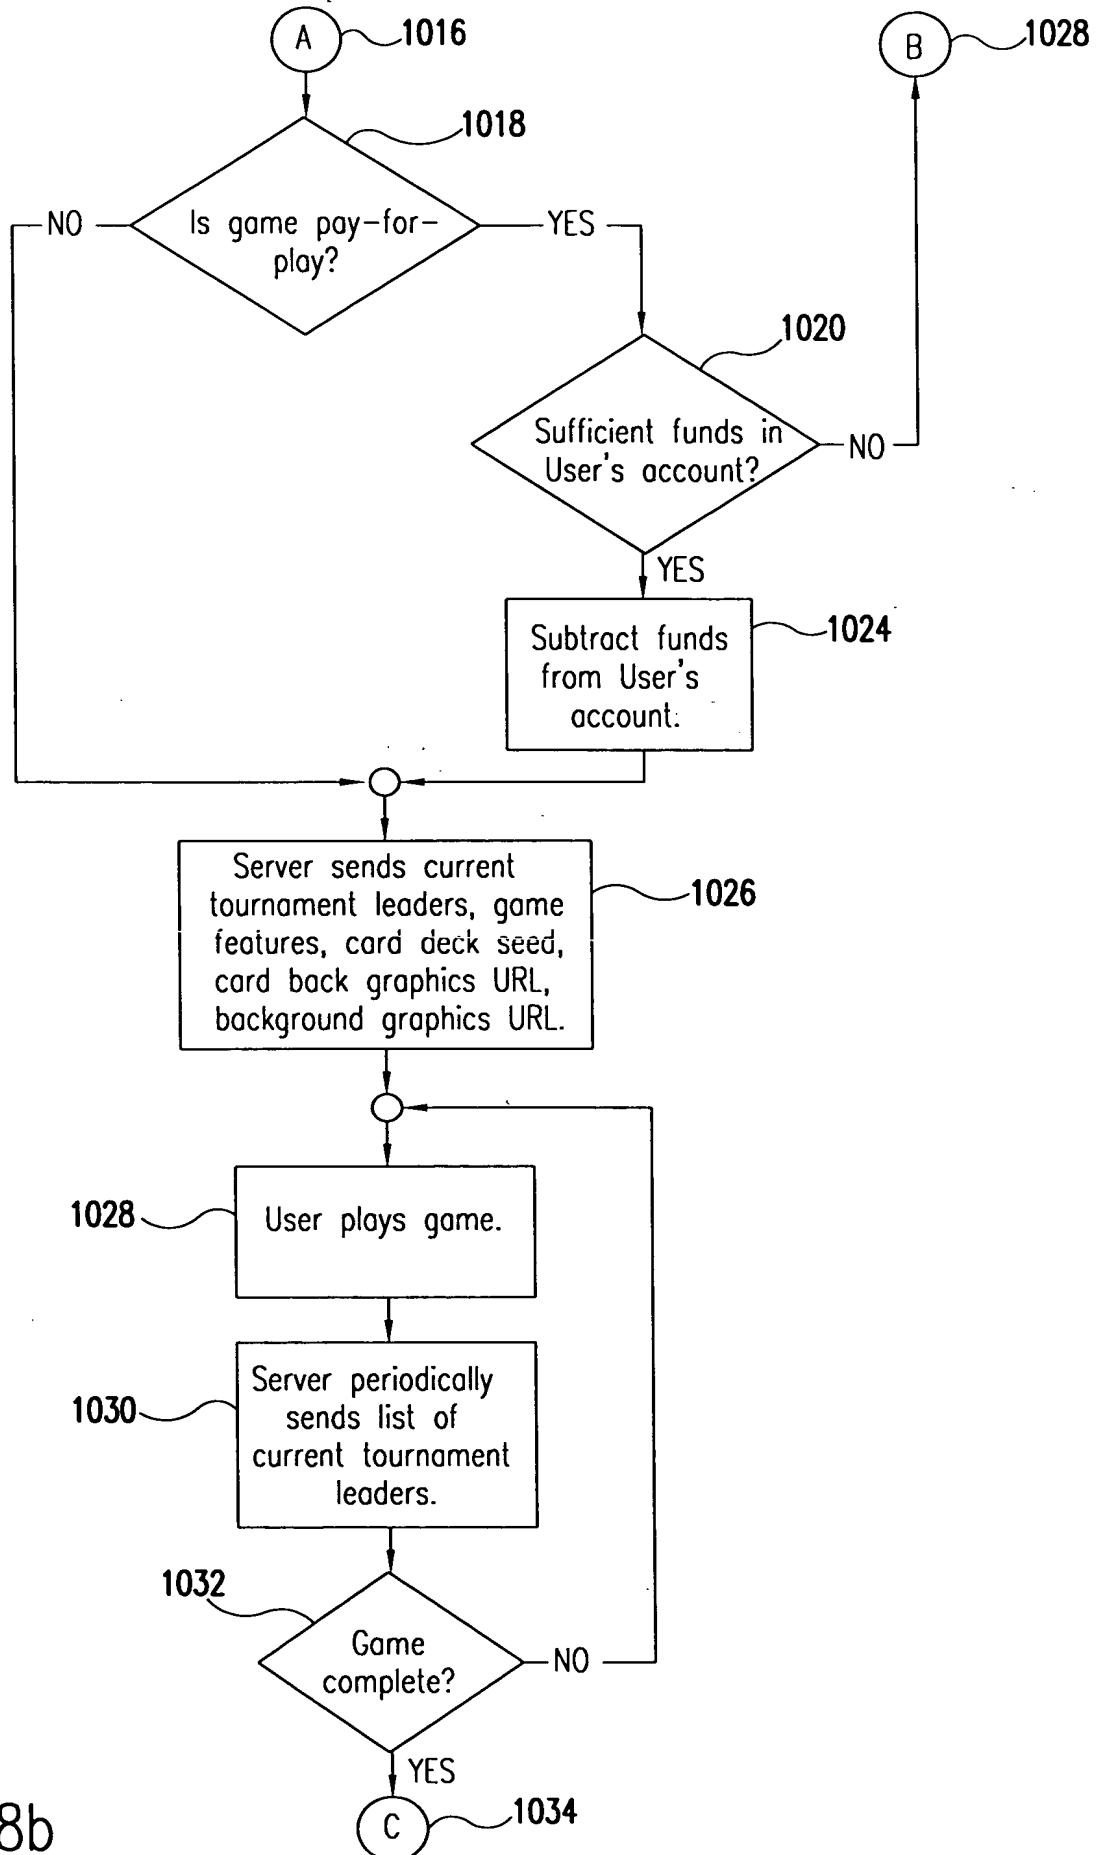 A
1016
B
1028
1018
NO
Is game pay-for-
play?
YES
1020
Sufficient funds in
User's account?
NO
YES
Subtract funds
from User's
account.
1024
Server sends current
tournament leaders, game
features, card deck seed,
card back graphics URL,
background graphics URL.
1026
1028
User plays game.
1030
Server periodically
sends list of
current tournament
leaders.
1032
Game
complete?
NO
YES
C
1034
8b